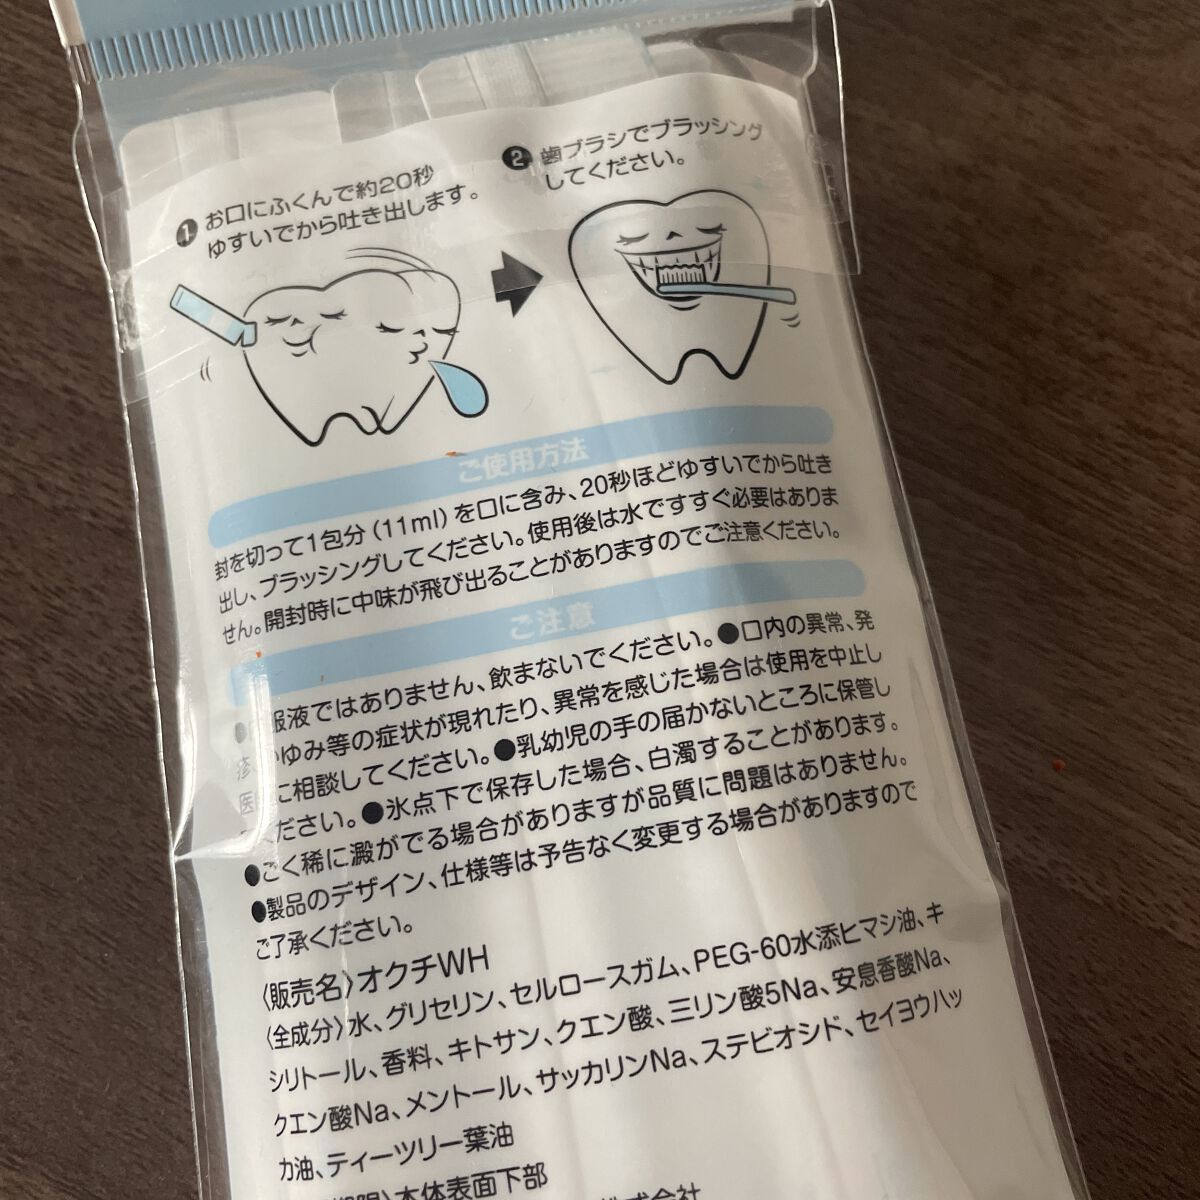 ❶ お口にふくんで約20秒
ゆすいでから吐き出します。
❷ 歯ブラシでブラッシング
してください。
ご使用方法
封を切って1包分（11ml）を口に含み、20秒ほどゆすいでから吐き
出し、ブラッシングしてください。使用後は水ですすぐ必要はありま
せん。開封時に中味が飛び出ることがありますのでご注意ください。
ご注意
●服液ではありません、飲まないでください。●口内の異常、発
疹、ゆみ等の症状が現れたり、異常を感じた場合は使用を中止し
医に相談してください。●乳幼児の手の届かないところに保管し
ください。●氷点下で保存した場合、白濁することがあります。
●ごく稀に澱がでる場合がありますが品質に問題はありません。
●製品のデザイン、仕様等は予告なく変更する場合がありますので
ご了承ください。
〈販売名〉オクチWH
〈全成分〉水、グリセリン、セルロースガム、PEG-60水添ヒマシ油、キ
シリトール、香料、キトサン、クエン酸、三リン酸5Na、安息香酸Na、
クエン酸Na、メントール、サッカリンNa、ステビオシド、セイヨウハッ
カ油、ティーツリー葉油
期限〉本体表面下部
株式会社